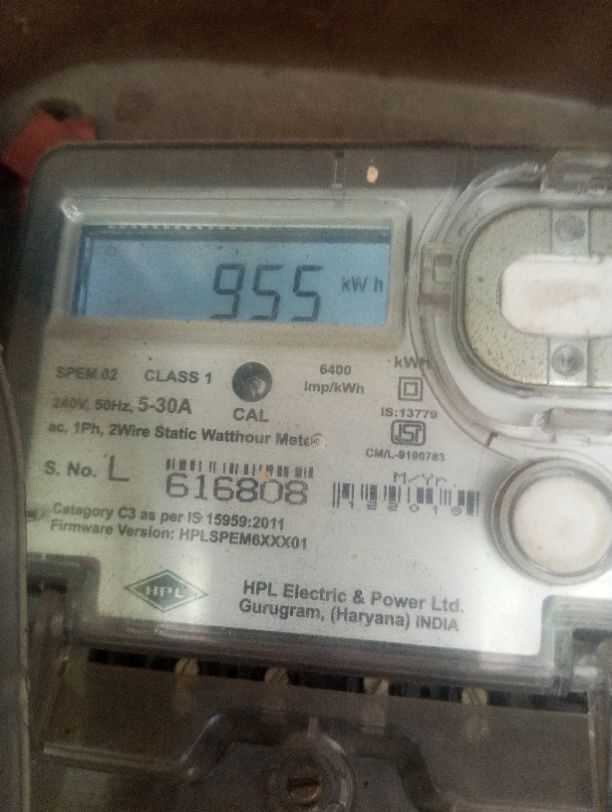 955 kWh
SPEM 02 CLASS 1
6400
imp/kWh
kWh
240V, 50Hz, 5-30A
CAL
IS:13779
ac, 1Ph, 2Wire Static Watthour Meter
CM/L-9190783
S. No. L 616808
M/Yr.
122019
Catagory C3 as per IS 15959:2011
Firmware Version: HPLSPEM6XXX01
HPL
HPL Electric & Power Ltd.
Gurugram, (Haryana) INDIA